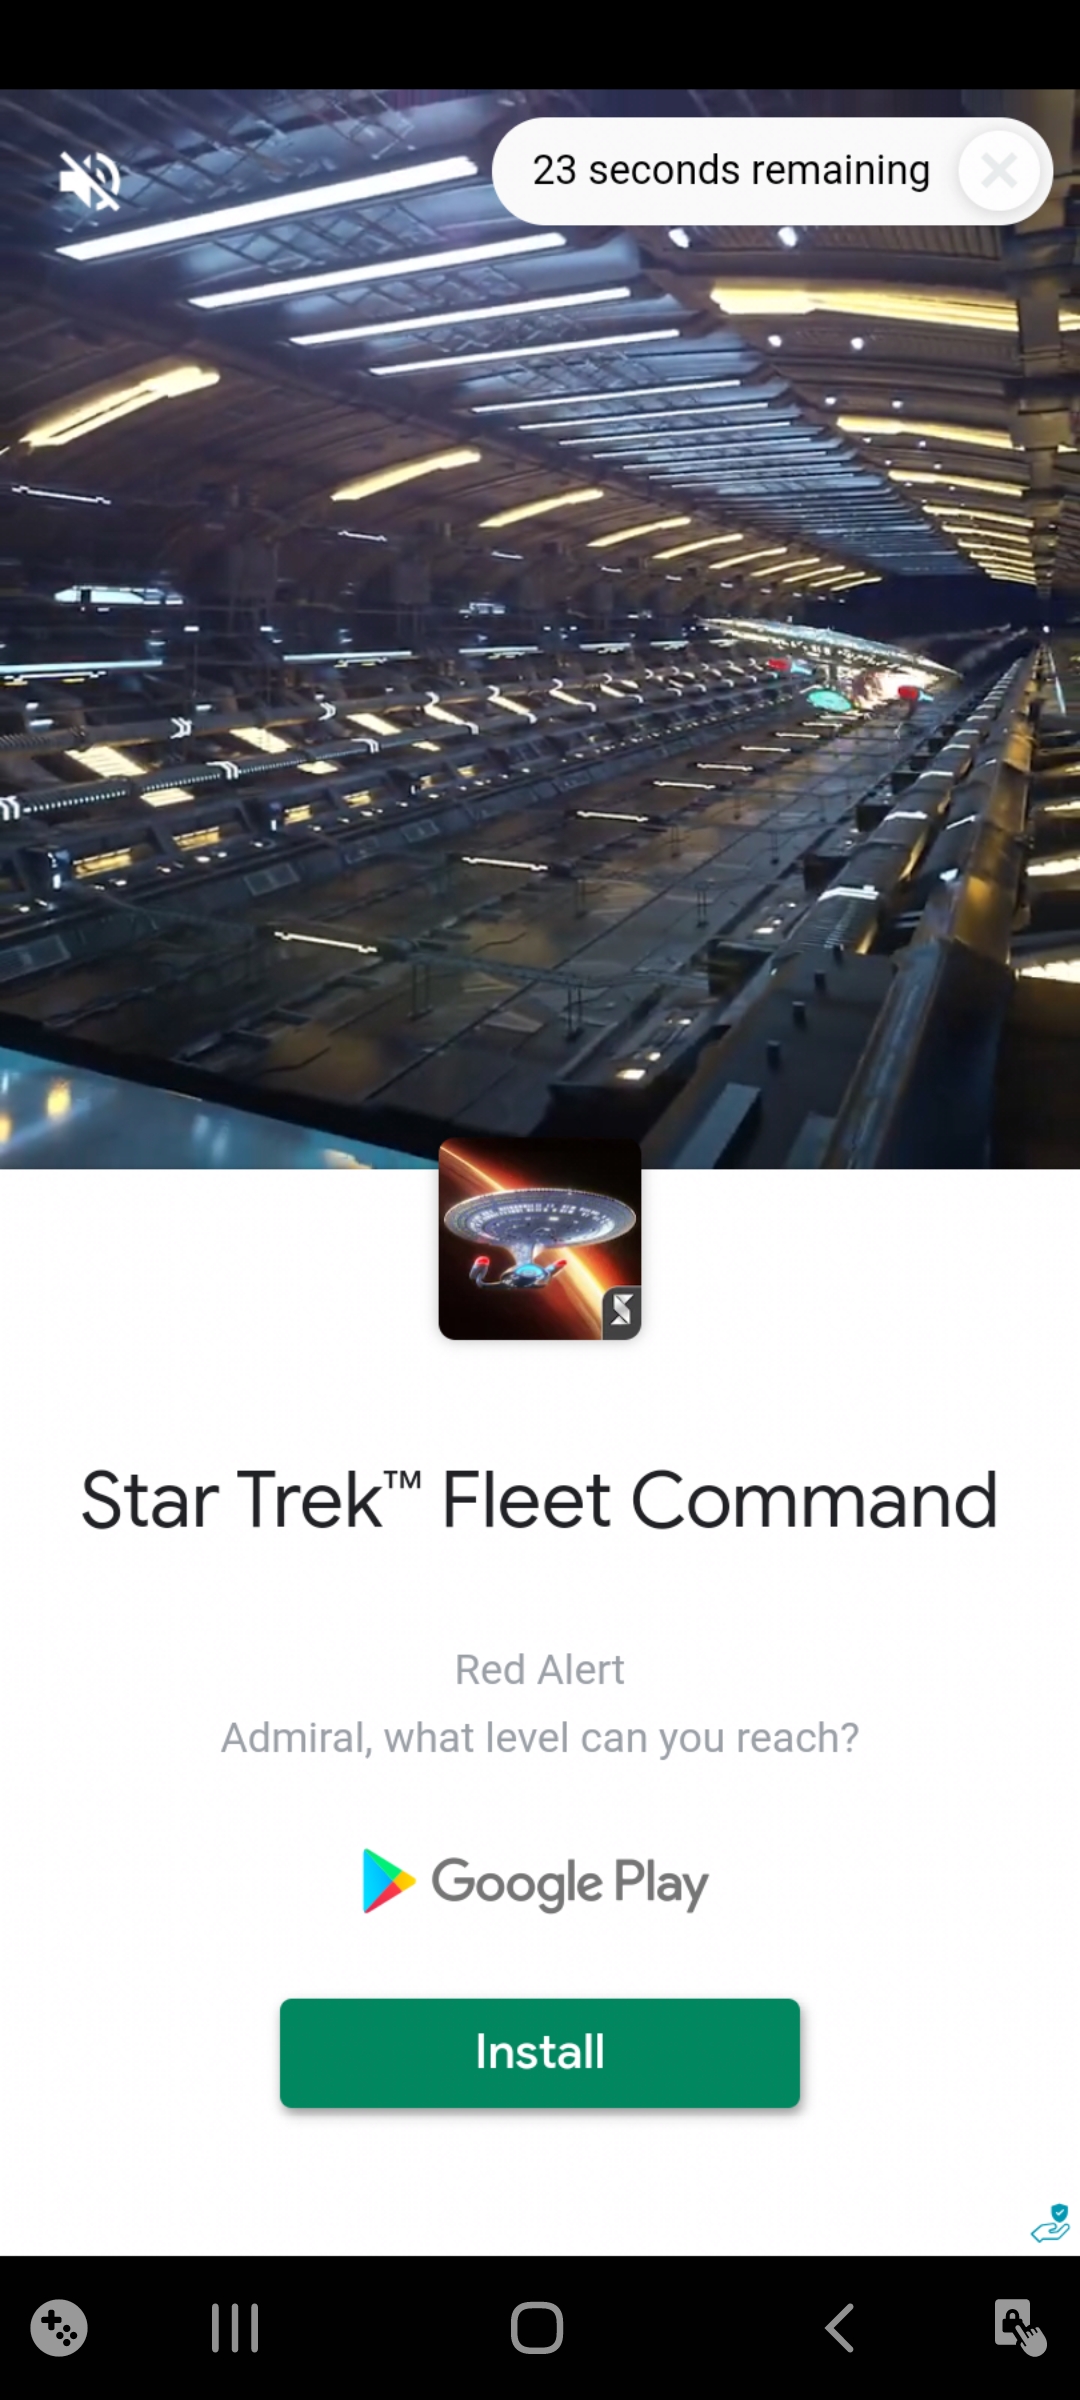 23 seconds remaining
Star Trek™ Fleet Command
Red Alert
Admiral, what level can you reach?
Google Play
Install